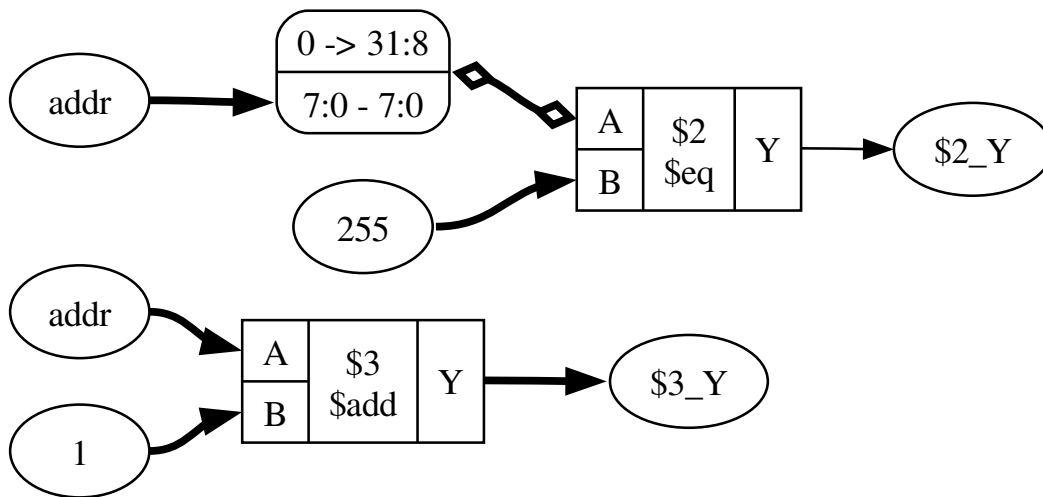 addr
0 -> 31:8
7:0 - 7:0
A
B
$2
$eq
Y
$2_Y
255
addr
1
A
B
$3
$add
Y
$3_Y